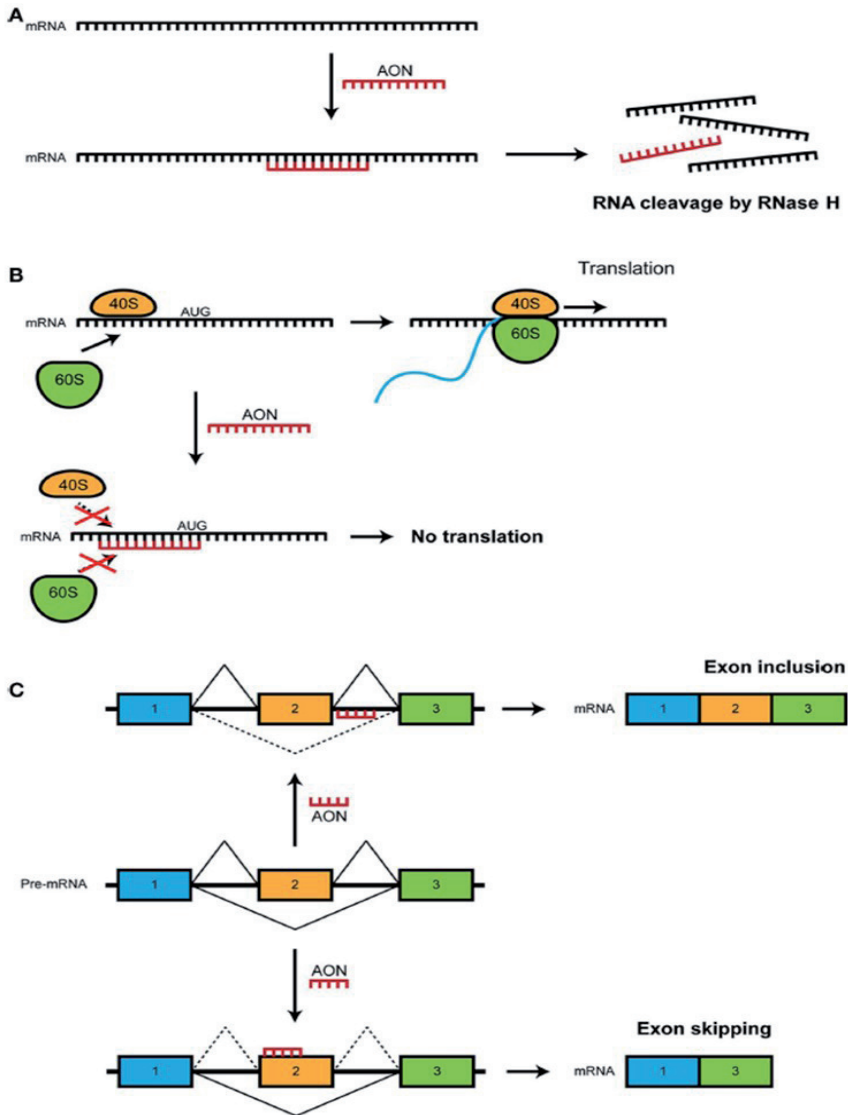 A
mRNA
AON
mRNA
RNA cleavage by RNase H
B
Translation
40S
AUG
40S
mRNA
60S
60S
AON
40S
AUG
mRNA
No translation
60S
Exon inclusion
C
1
2
3
mRNA
1
2
3
AON
Pre-mRNA
1
2
3
AON
Exon skipping
1
2
3
mRNA
1
3